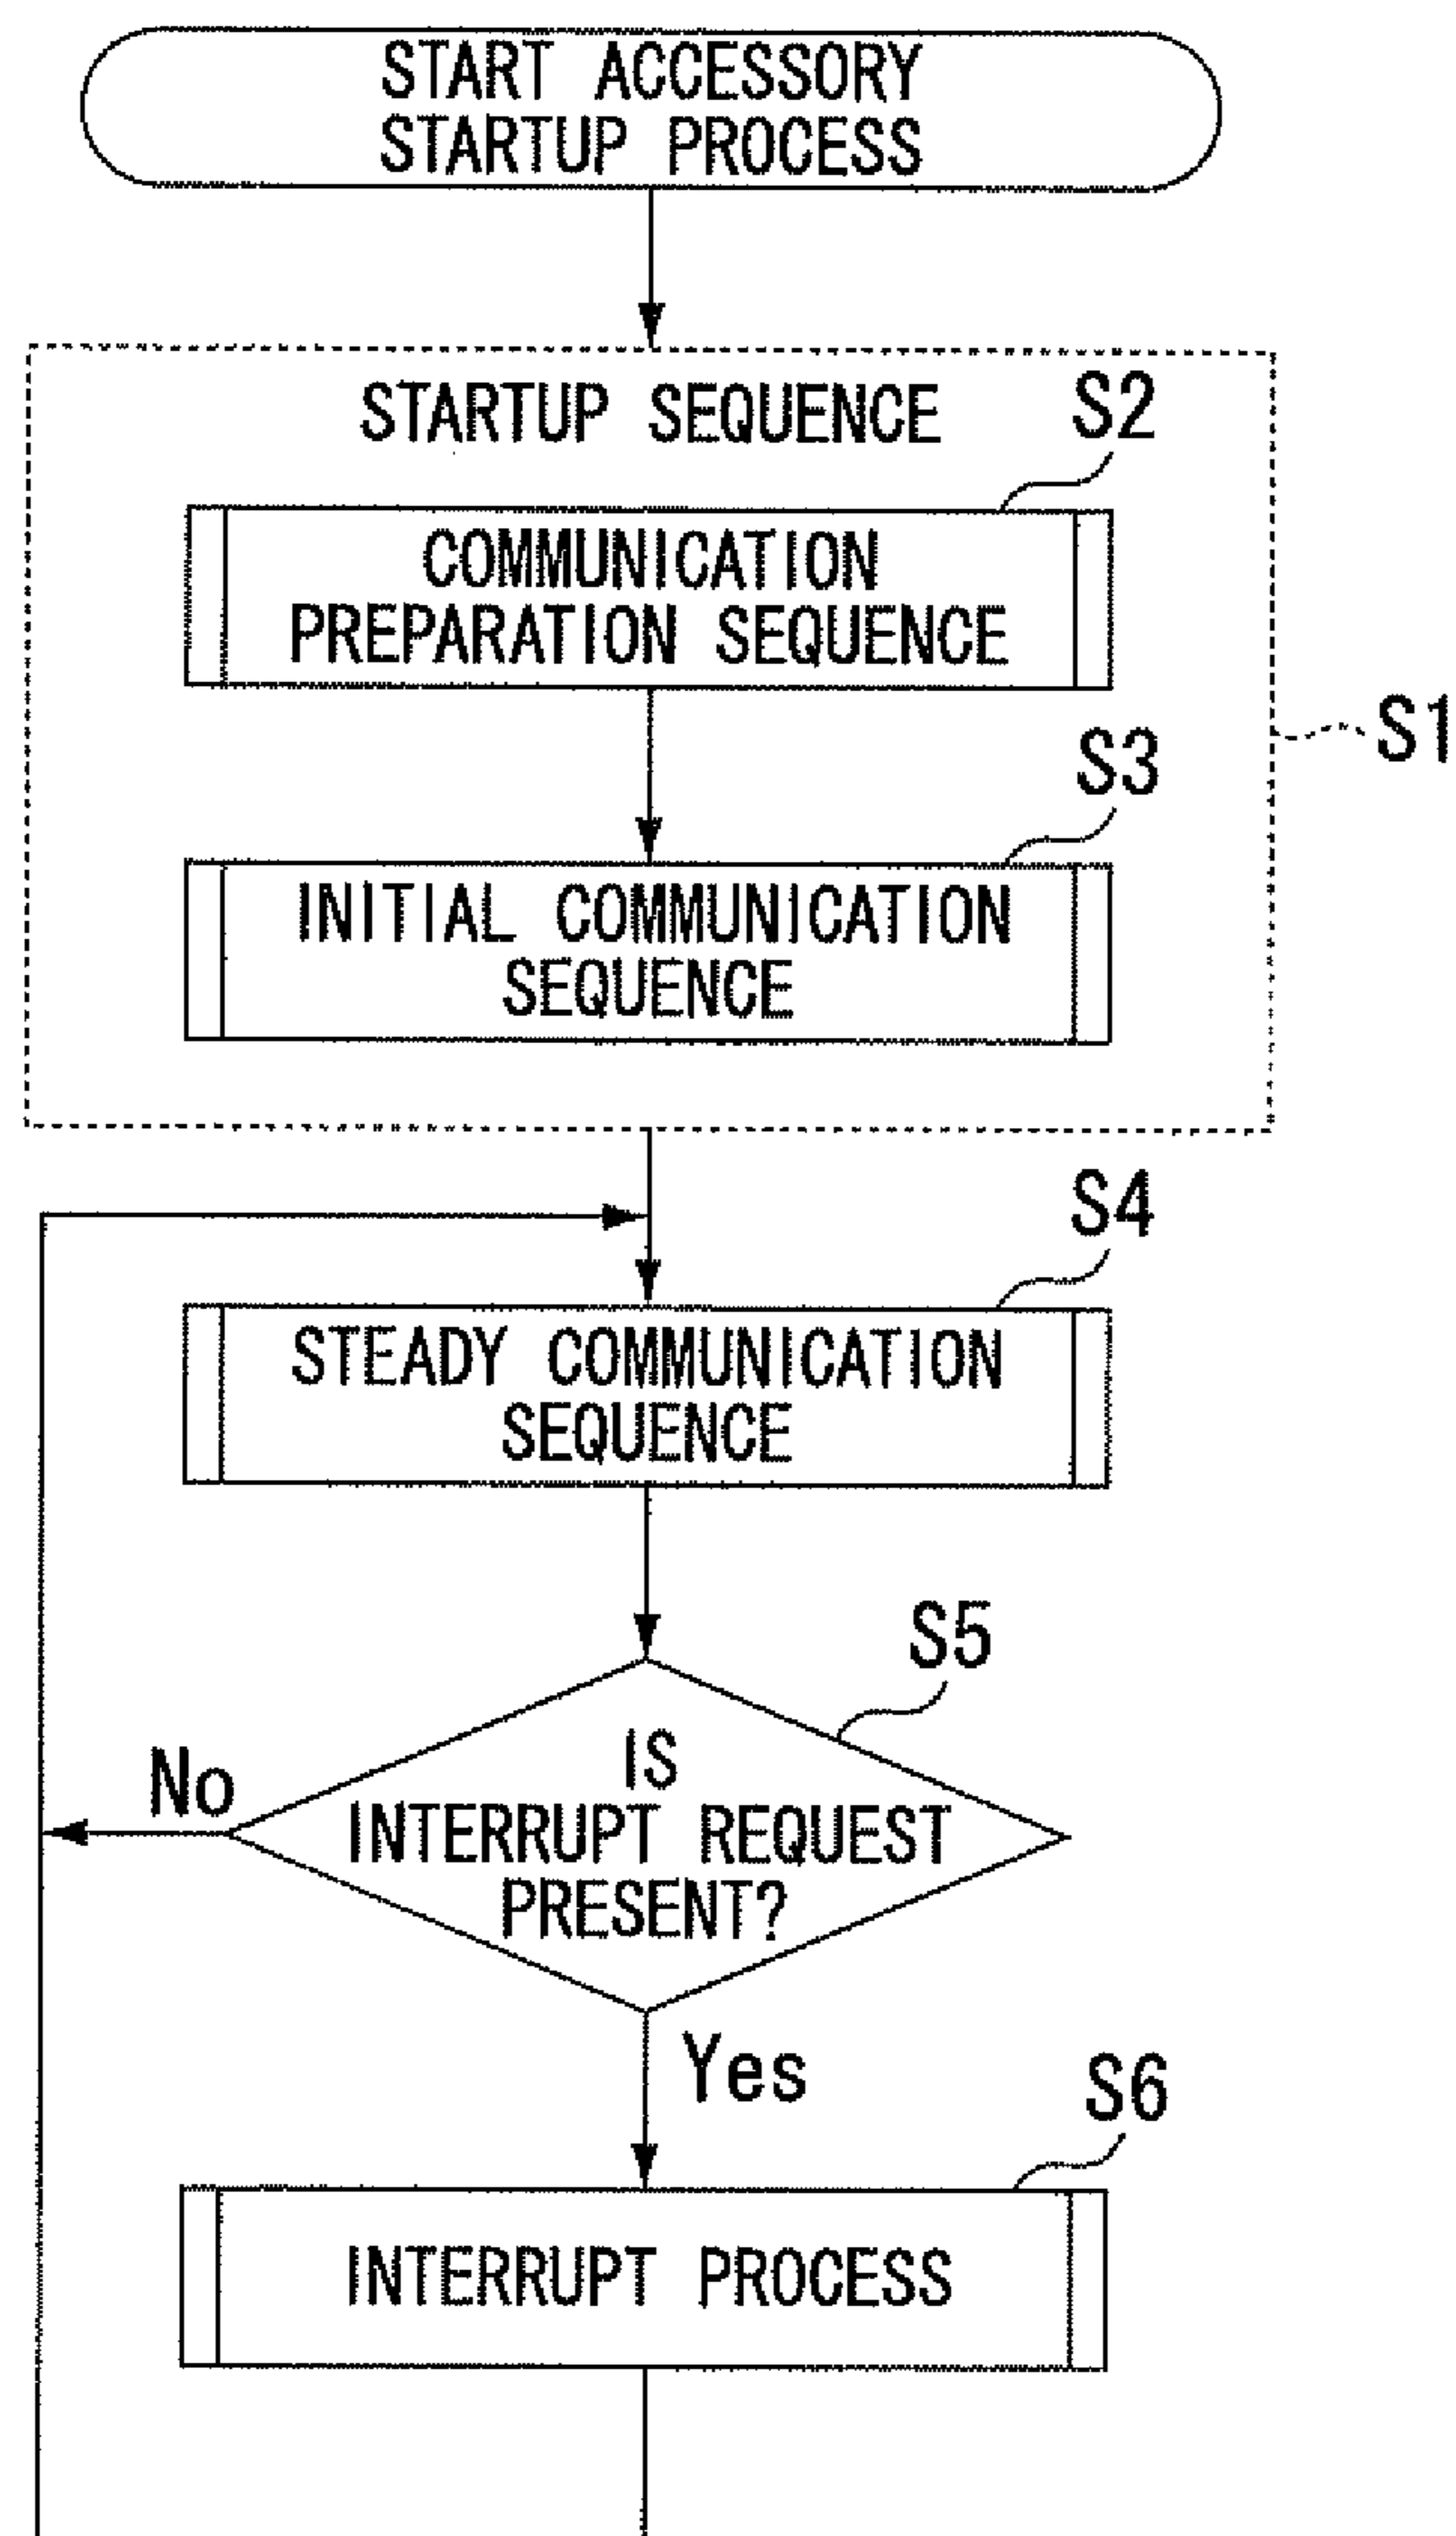 START ACCESSORY
STARTUP PROCESS
STARTUP SEQUENCE
S2
COMMUNICATION
PREPARATION SEQUENCE
S1
S3
INITIAL COMMUNICATION
SEQUENCE
S4
STEADY COMMUNICATION
SEQUENCE
S5
IS
INTERRUPT REQUEST
PRESENT?
No
Yes
S6
INTERRUPT PROCESS